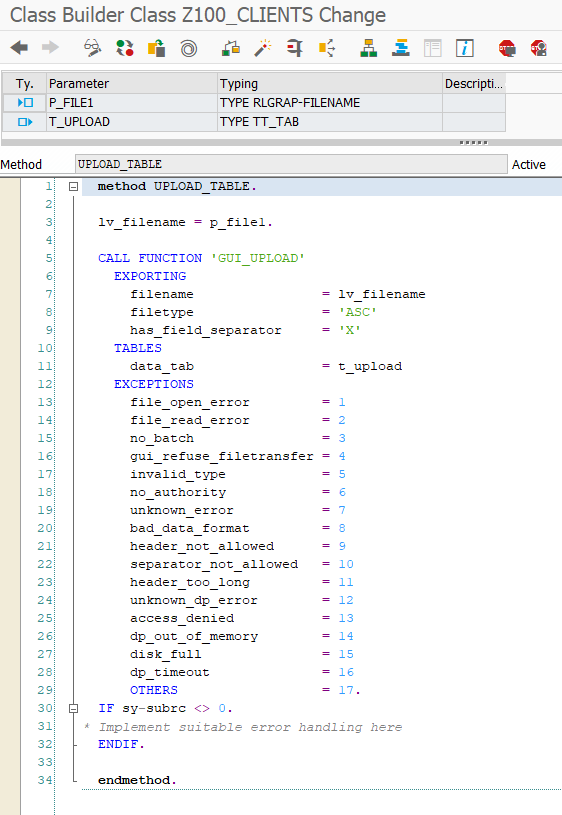 Class Builder Class Z100_CLIENTS Change
Ty. Parameter Typing Descripti...
P_FILE1 TYPE RLGRAP-FILENAME
T_UPLOAD TYPE TT_TAB
Method UPLOAD_TABLE Active
1 method UPLOAD_TABLE.
2
3 lv_filename = p_file1.
4
5 CALL FUNCTION 'GUI_UPLOAD'
6 EXPORTING
7 filename = lv_filename
8 filetype = 'ASC'
9 has_field_separator = 'X'
10 TABLES
11 data_tab = t_upload
12 EXCEPTIONS
13 file_open_error = 1
14 file_read_error = 2
15 no_batch = 3
16 gui_refuse_filetransfer = 4
17 invalid_type = 5
18 no_authority = 6
19 unknown_error = 7
20 bad_data_format = 8
21 header_not_allowed = 9
22 separator_not_allowed = 10
23 header_too_long = 11
24 unknown_dp_error = 12
25 access_denied = 13
26 dp_out_of_memory = 14
27 disk_full = 15
28 dp_timeout = 16
29 OTHERS = 17.
30 IF sy-subrc <> 0.
31 * Implement suitable error handling here
32 ENDIF.
33
34 endmethod.